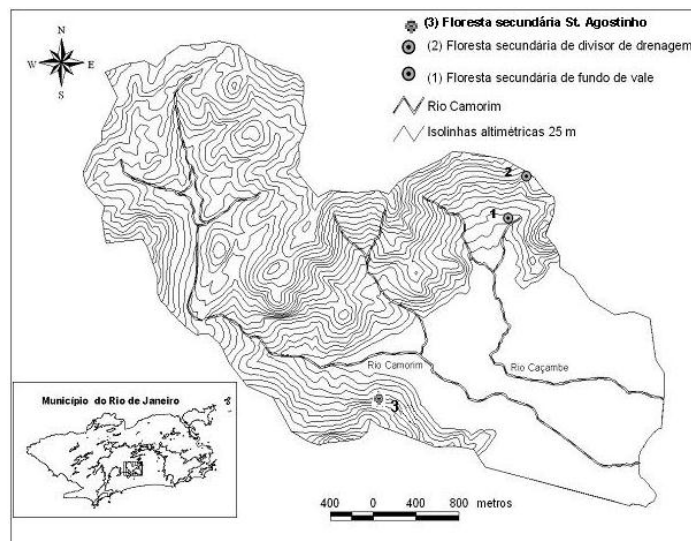 N
W E
S
(3) Floresta secundária St. Agostinho
(2) Floresta secundária de divisor de drenagem
(1) Floresta secundária de fundo de vale
Rio Camorim
Isolinhas altimétricas 25 m
2
1
Rio Camorim
Rio Caçambe
3
Município do Rio de Janeiro
400 0 400 800 metros